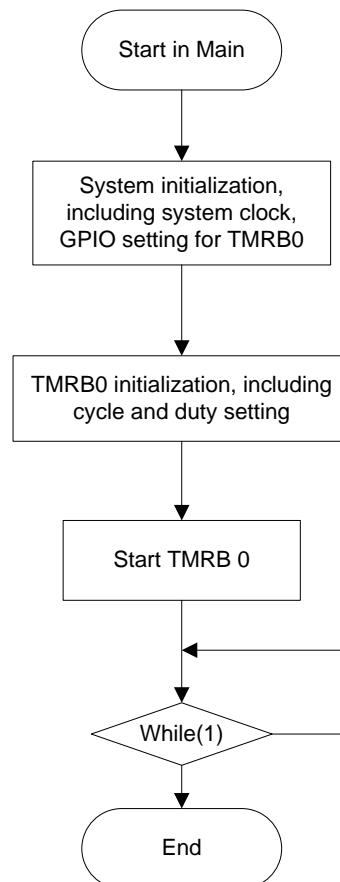 Start in Main
System initialization,
including system clock,
GPIO setting for TMRB0
TMRB0 initialization, including
cycle and duty setting
Start TMRB 0
While(1)
End